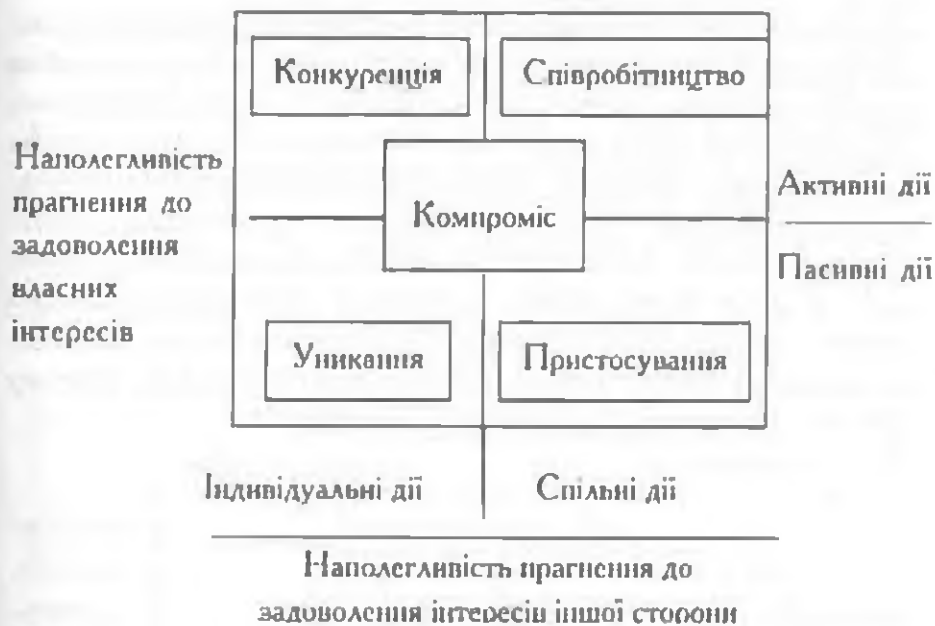 Конкуренція
Співробітництво
Наполегливість
прагнення до
задоволення
власних
інтересів
Компроміс
Активні дії
Пасивні дії
Уникання
Пристосування
Індивідуальні дії
Спільні дії
Наполегливість прагнення до
задоволення інтересів іншої сторони